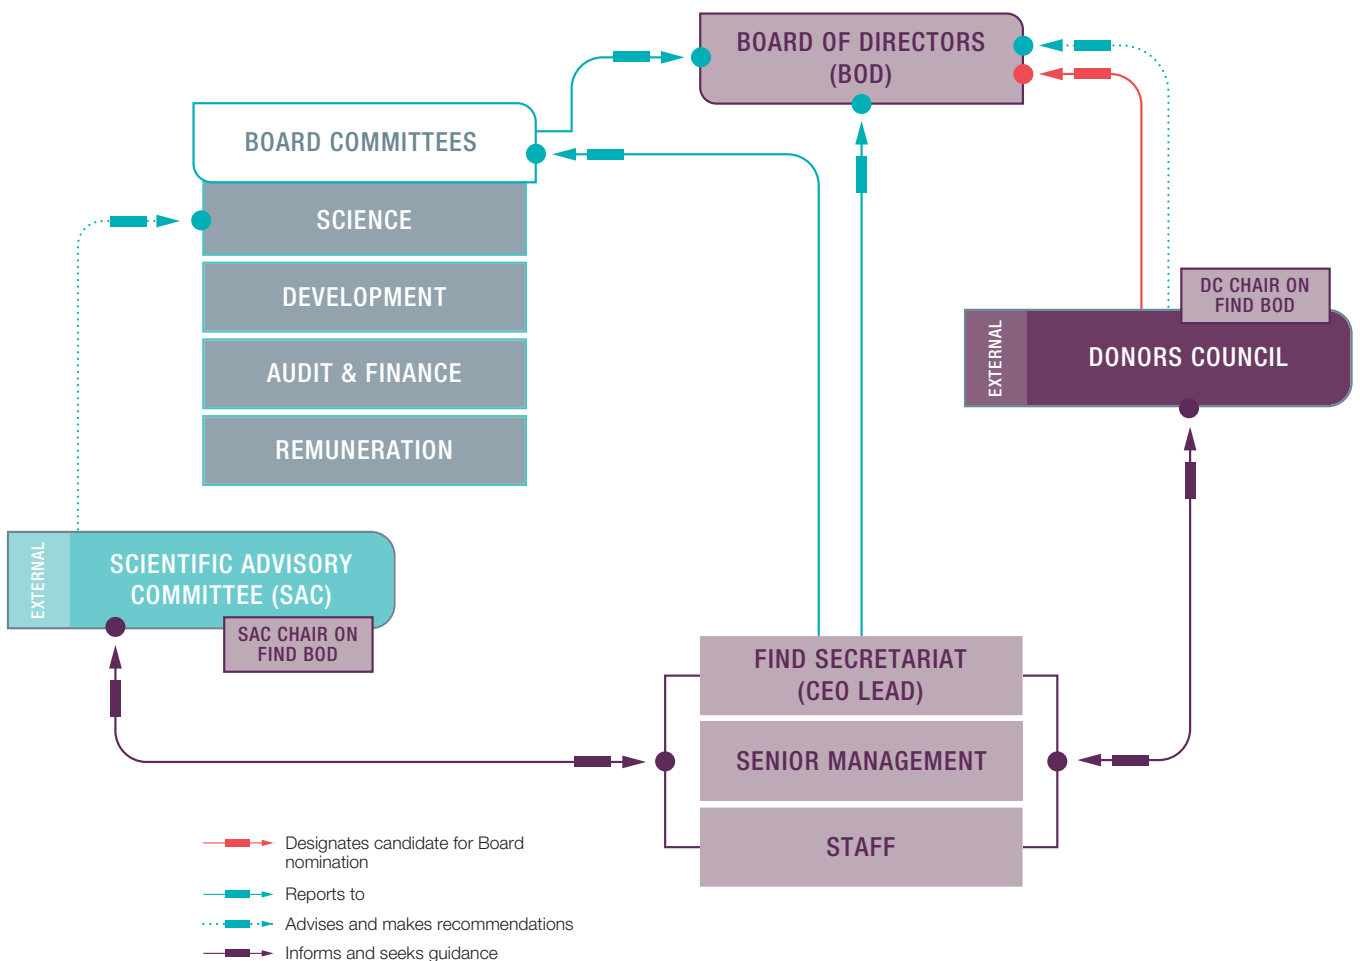 BOARD OF DIRECTORS
(BOD)
BOARD COMMITTEES
SCIENCE
DEVELOPMENT
AUDIT & FINANCE
REMUNERATION
DC CHAIR ON
FIND BOD
EXTERNAL
DONORS COUNCIL
EXTERNAL
SCIENTIFIC ADVISORY
COMMITTEE (SAC)
SAC CHAIR ON
FIND BOD
FIND SECRETARIAT
(CEO LEAD)
SENIOR MANAGEMENT
STAFF
Designates candidate for Board
nomination
Reports to
Advises and makes recommendations
Informs and seeks guidance